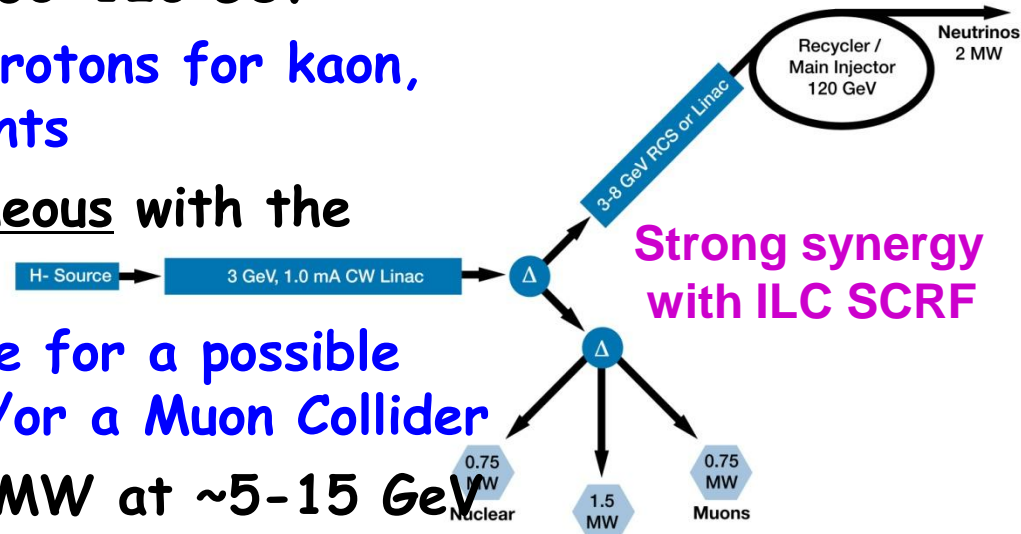 rotons for kaon,
nts
eous with the
e for a possible
/or a Muon Collider
MW at ~5-15 GeV
Strong synergy
with ILC SCRF
H- Source
3 GeV, 1.0 mA CW Linac
Δ
3-8 GeV RCS or Linac
Recycler /
Main Injector
120 GeV
Neutrinos
2 MW
Δ
0.75
MW
Nuclear
1.5
MW
0.75
MW
Muons